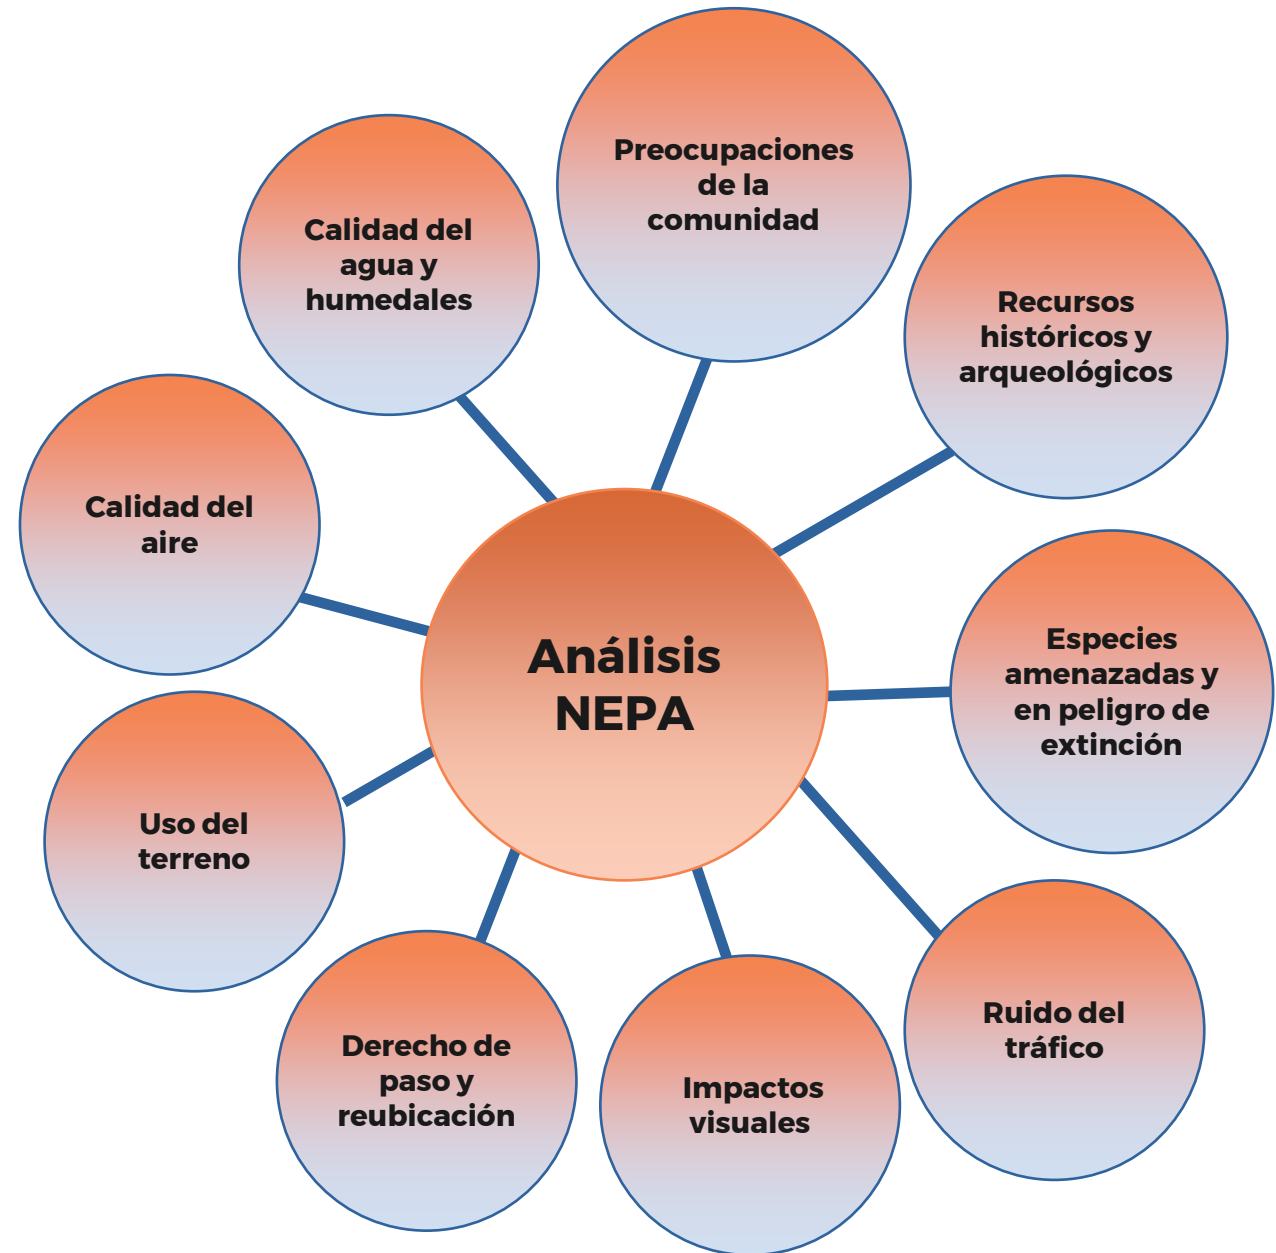 Preocupaciones
de la
comunidad
Recursos
históricos y
arqueológicos
Especies
amenazadas y
en peligro de
extinción
Ruido del
tráfico
Impactos
visuales
Derecho de
paso y
reubicación
Uso del
terreno
Calidad del
aire
Calidad del
agua y
humedales
Análisis
NEPA